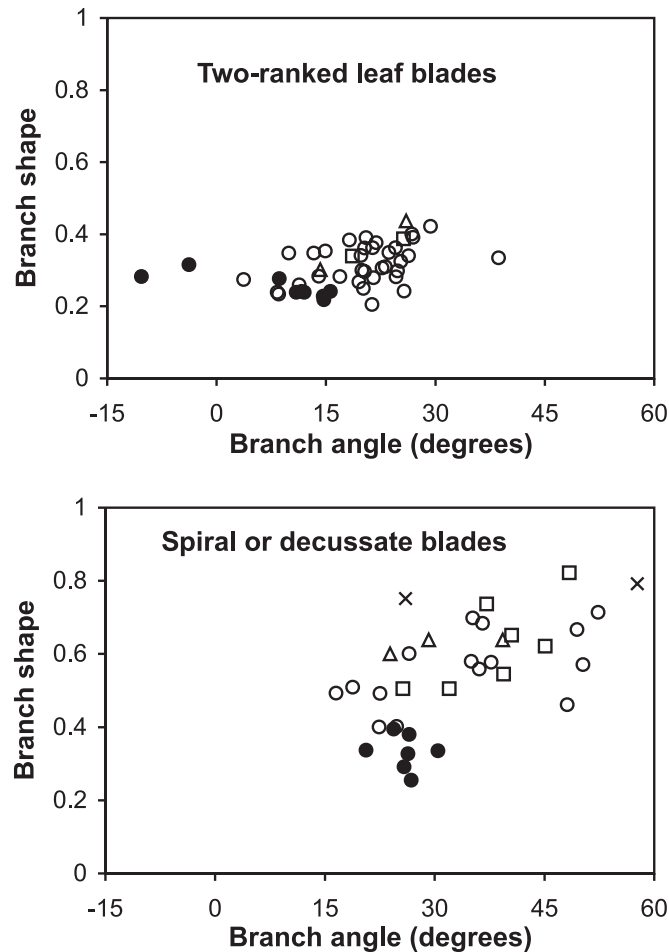 1
Two-ranked leaf blades
0.8
0.6
0.4
0.2
0
Branch shape
-15 0 15 30 45 60
Branch angle (degrees)
1
Spiral or decussate blades
0.8
0.6
0.4
0.2
0
Branch shape
-15 0 15 30 45 60
Branch angle (degrees)